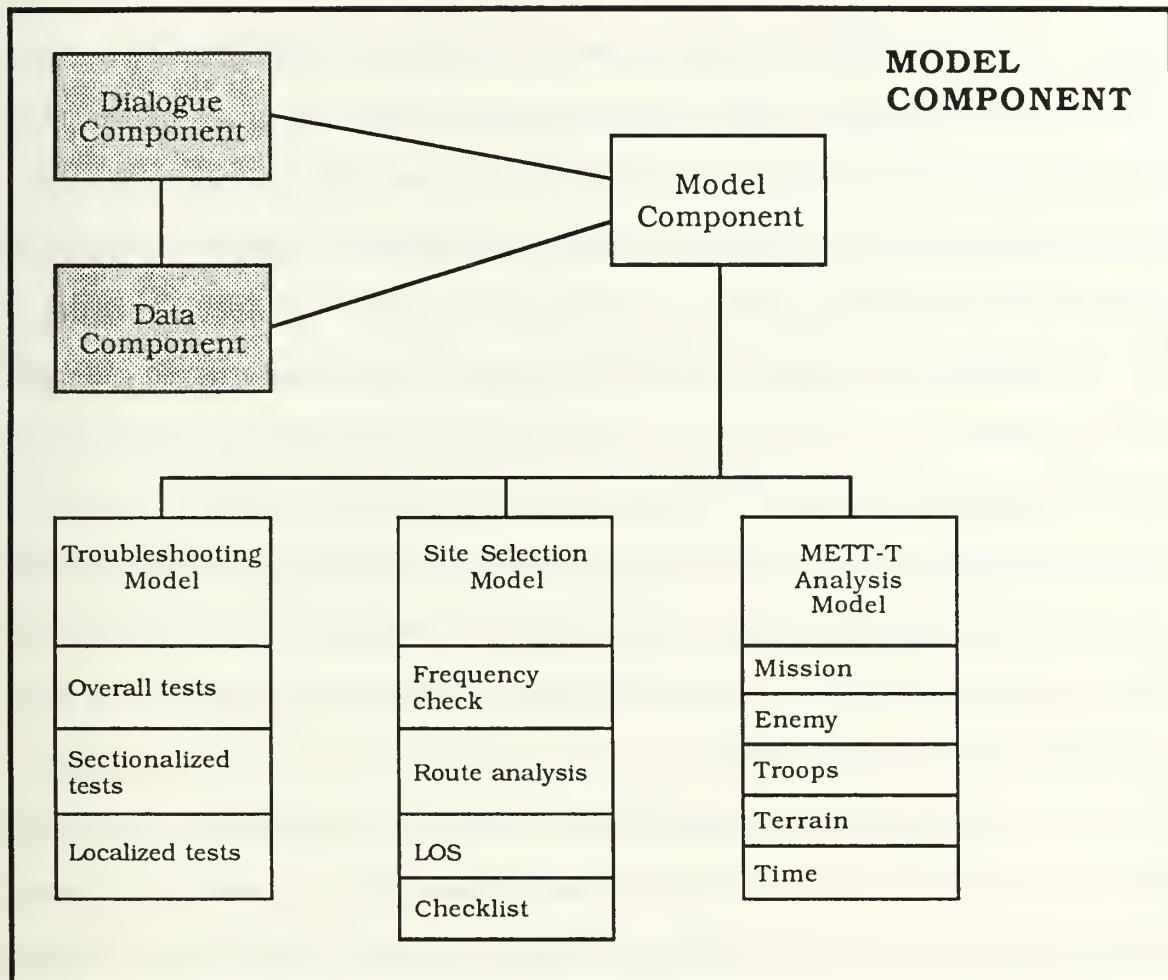 MODEL
COMPONENT
Dialogue
Component
Model
Component
Data
Component
Troubleshooting
Model
Overall tests
Sectionalized
tests
Localized tests
Site Selection
Model
Frequency
check
Route analysis
LOS
Checklist
METT-T
Analysis
Model
Mission
Enemy
Troops
Terrain
Time